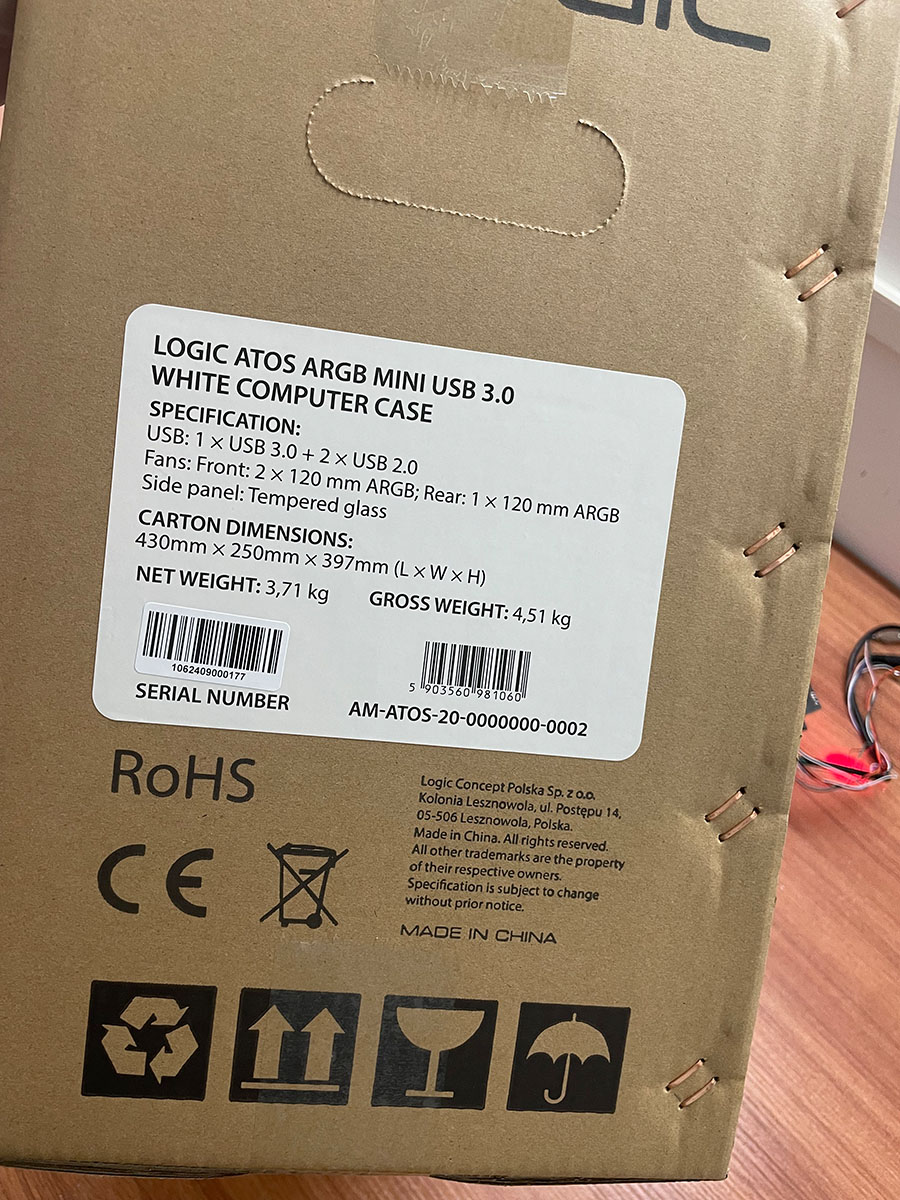 LOGIC ATOS ARGB MINI USB 3.0
WHITE COMPUTER CASE
SPECIFICATION:
USB: 1 × USB 3.0 + 2 × USB 2.0
Fans: Front: 2 × 120 mm ARGB; Rear: 1 × 120 mm ARGB
Side panel: Tempered glass
CARTON DIMENSIONS:
430mm × 250mm × 397mm (L × W × H)
NET WEIGHT: 3,71 kg
GROSS WEIGHT: 4,51 kg
1062409000177
SERIAL NUMBER
5 903560 981060
AM-ATOS-20-0000000-0002
RoHS
CE
Logic Concept Polska Sp. z o.o.
Kolonia Lesznowola, ul. Postępu 14,
05-506 Lesznowola, Polska.
Made in China. All rights reserved.
All other trademarks are the property
of their respective owners.
Specification is subject to change
without prior notice.
MADE IN CHINA